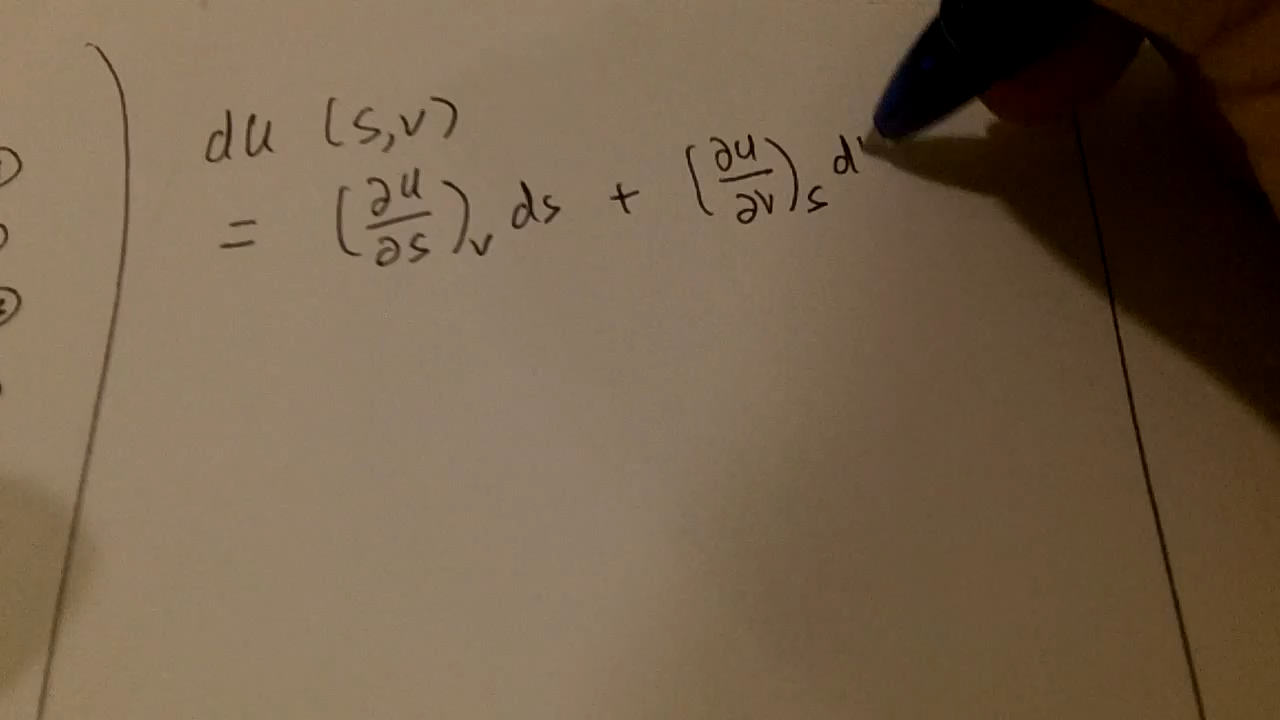 du (s,v)
= (∂u/∂s)_v ds + (∂u/∂v)_s d